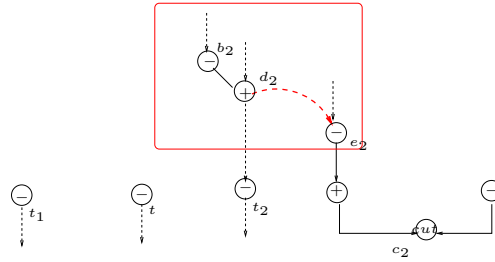 − b₂
+ d₂
− e₂
− t₁
− t
− t₂
+
cut
−
c₂